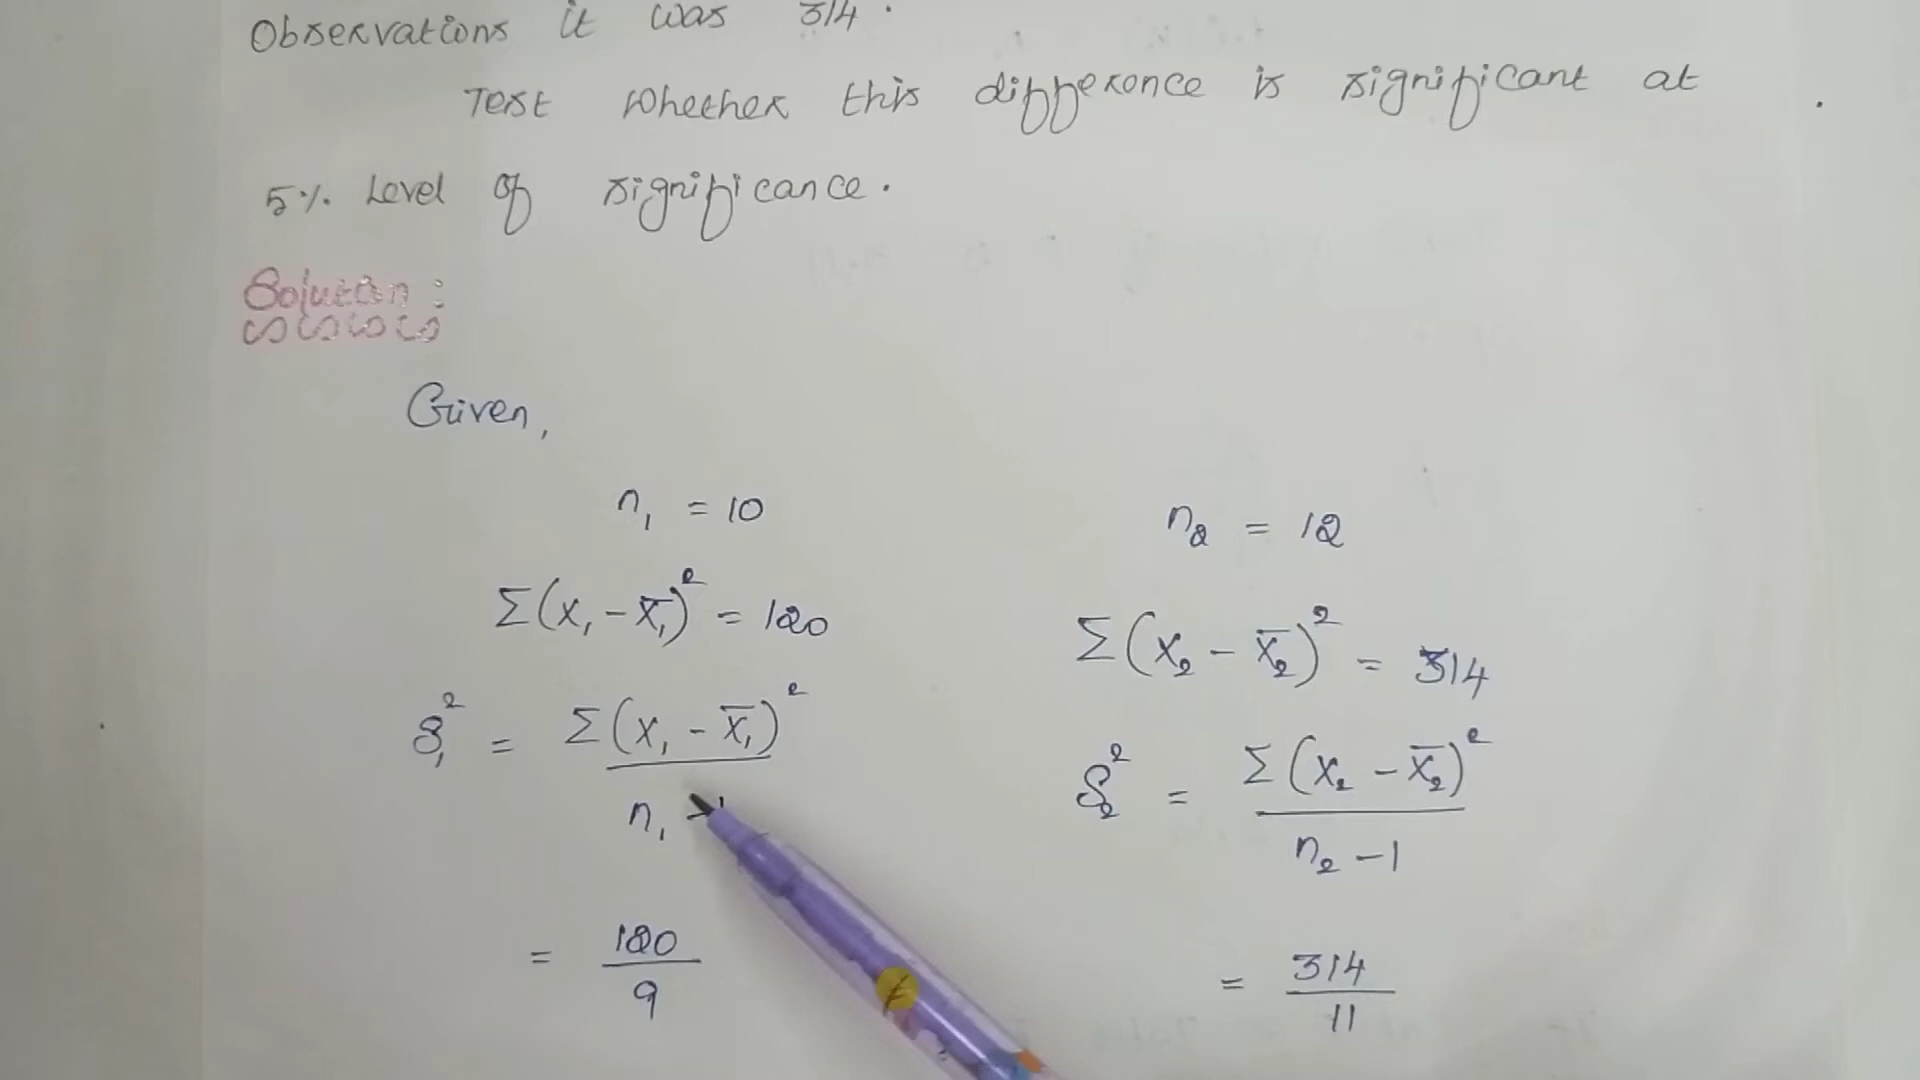 Observations it was 314.
Test whether this difference is significant at
5% Level of significance.
Solution:
Given,
n₁ = 10
Σ(x₁ - x̄₁)² = 120
S₁² = Σ(x₁ - x̄₁)²
n₁ -1
= 120
9
n₂ = 12
Σ(x₂ - x̄₂)² = 314
S₂² = Σ(x₂ - x̄₂)²
n₂ -1
= 314
11